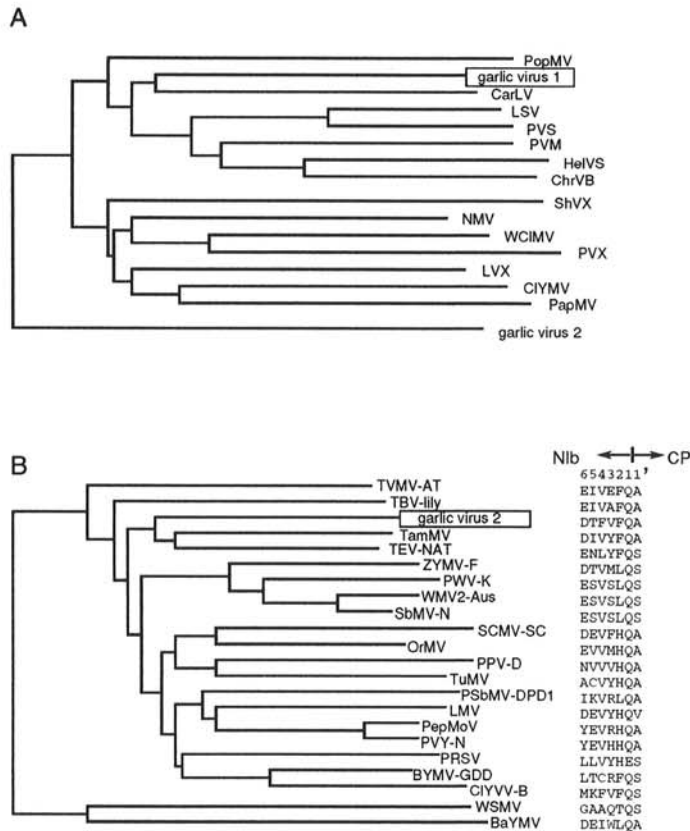 A
PopMV
garlic virus 1
CarLV
LSV
PVS
PVM
HelVS
ChrVB
ShVX
NMV
WClMV
PVX
LVX
ClYMV
PapMV
garlic virus 2
B
NIb CP
6543211'
TVMV-AT EIVEFQA
TBV-lily EIVAFQA
garlic virus 2 DTFVFQA
TamMV DIVYFQA
TEV-NAT ENLYFQS
ZYMV-F DTVMLQS
PWV-K ESVSLQS
WMV2-Aus ESVSLQS
SbMV-N ESVSLQS
SCMV-SC DEVFHQA
OrMV EVVMHQA
PPV-D NVVVHQA
TuMV ACVYHQA
PSbMV-DPD1 IKVRLQA
LMV DEVYHQV
PepMoV YEVRHQA
PVY-N YEVHHQA
PRSV LLVYHES
BYMV-GDD LTCRFQS
ClYVV-B MKFVFQS
WSMV GAAQTQS
BaYMV DEIWLQA